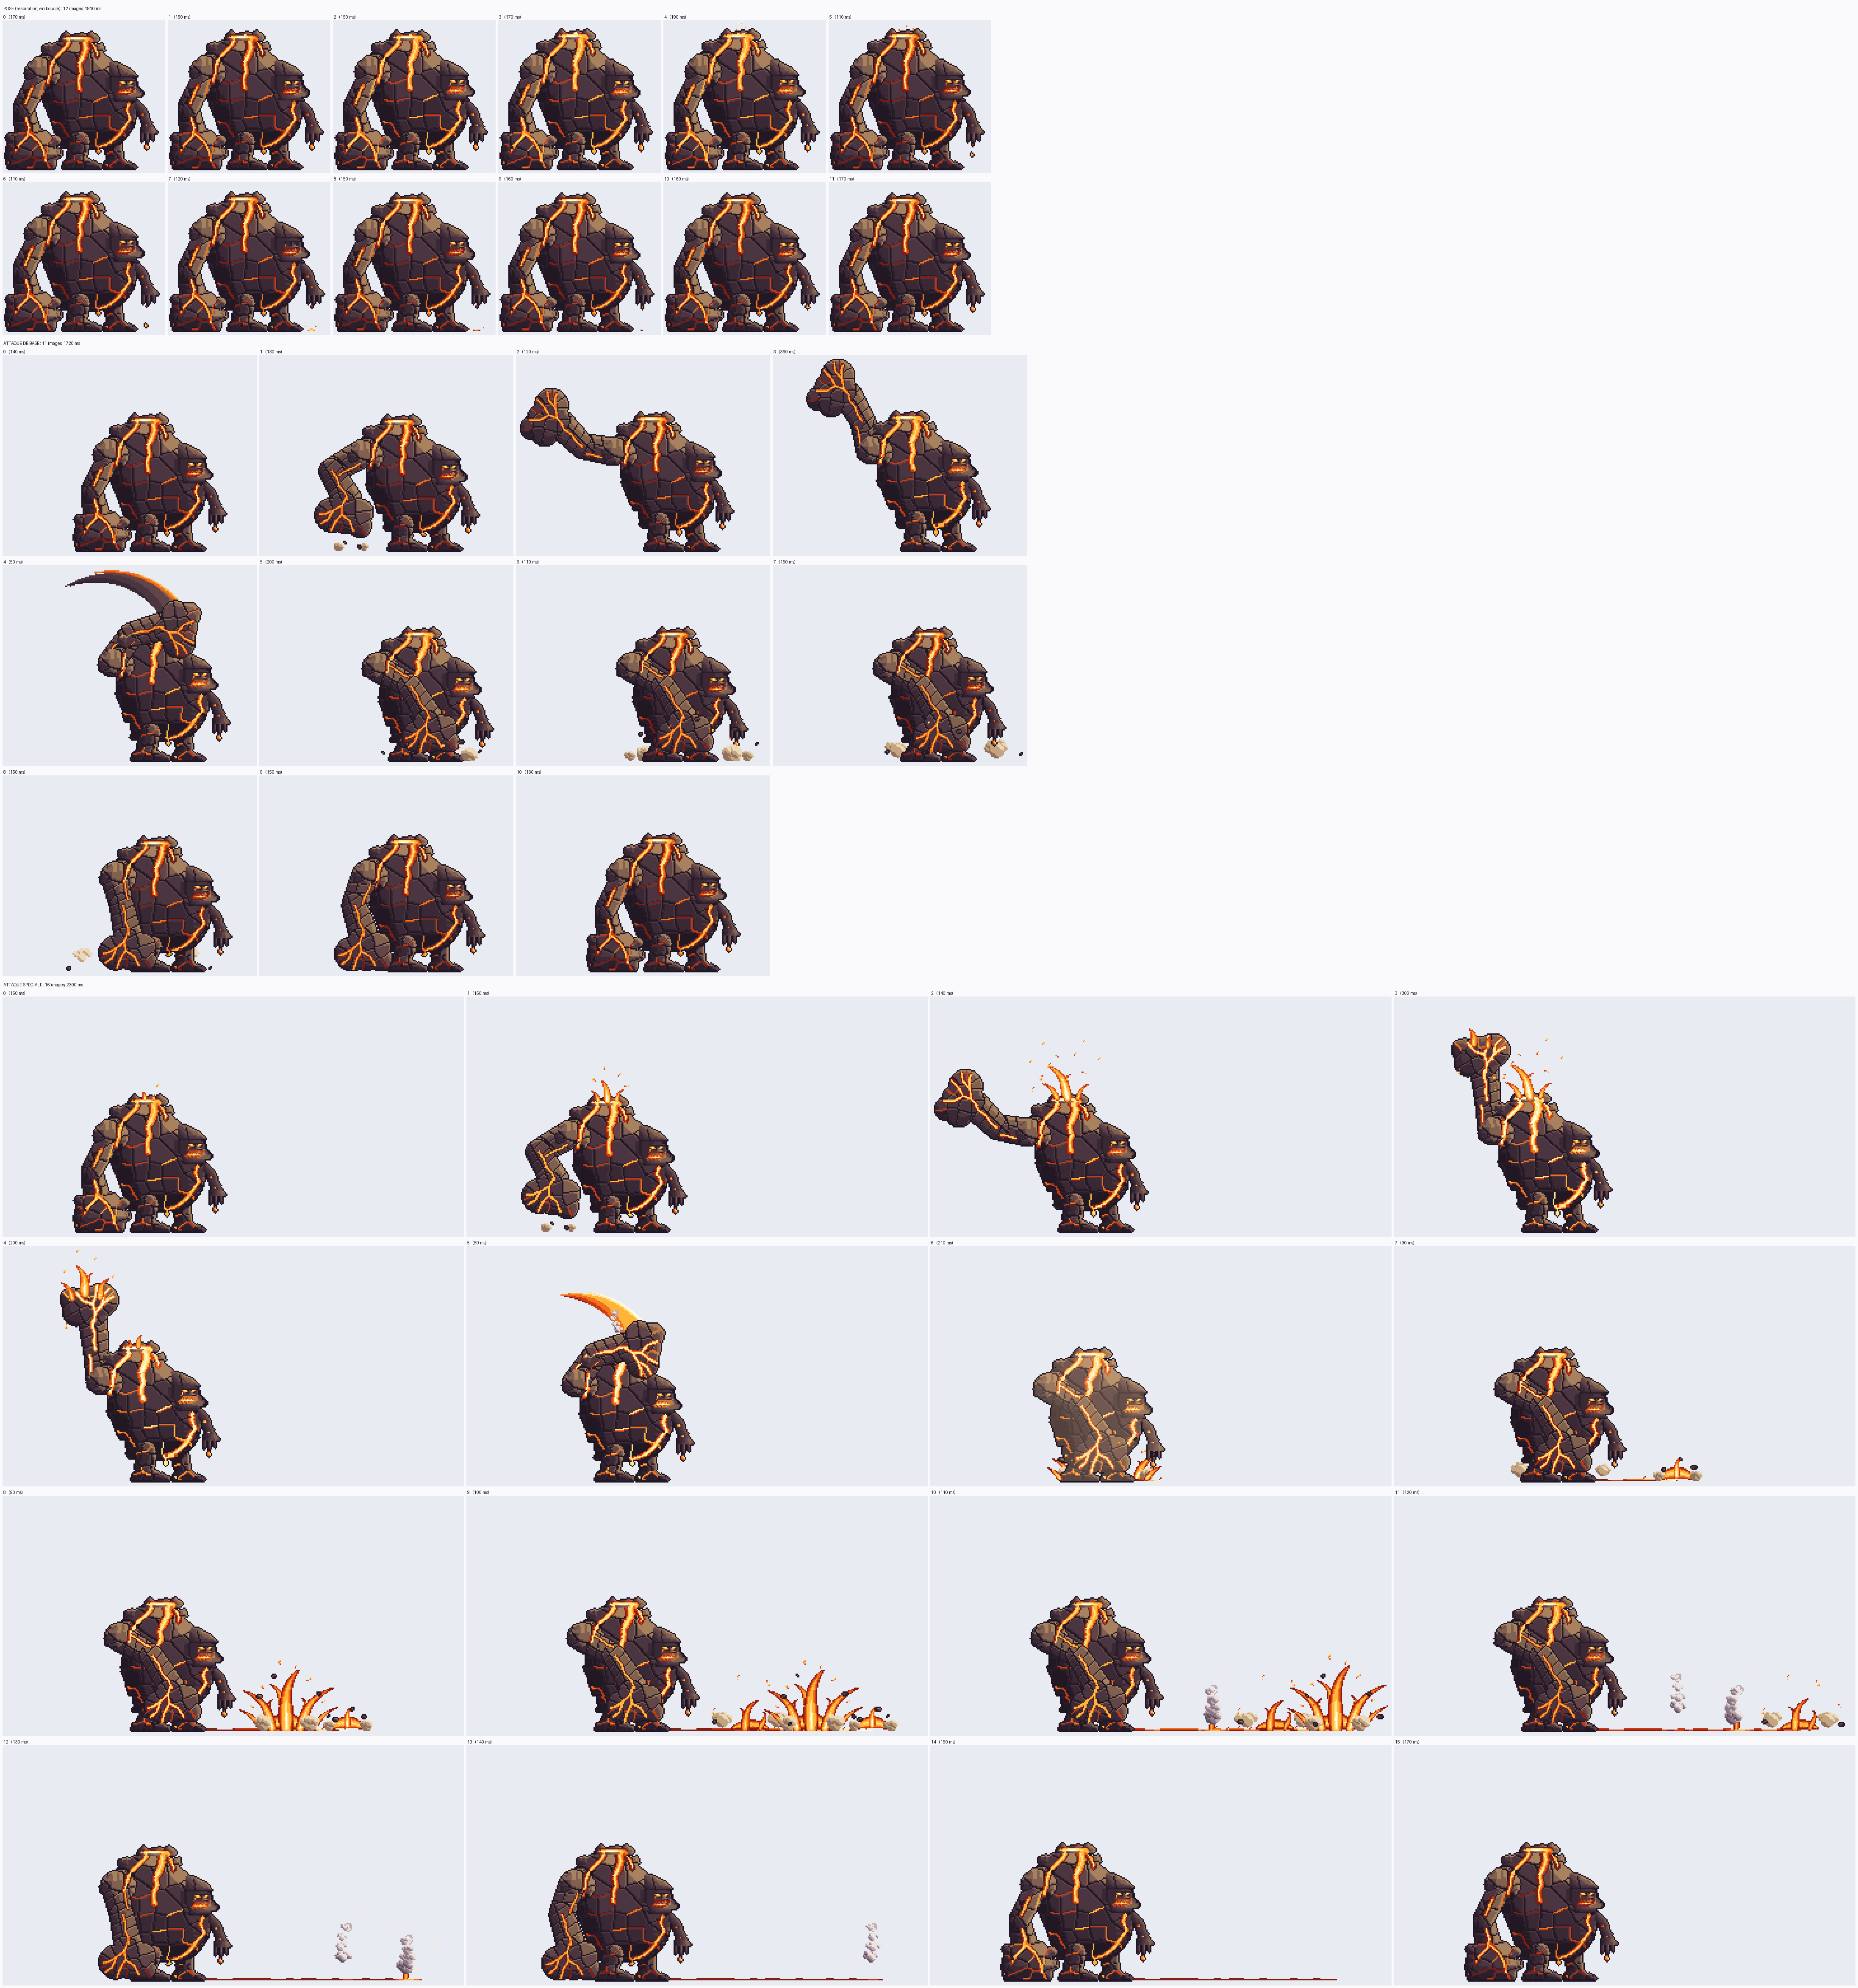 POSE (respiration, en boucle) : 12 images, 1810 ms
0 (170 ms) 1 (150 ms) 2 (150 ms) 3 (170 ms) 4 (190 ms) 5 (110 ms)
6 (110 ms) 7 (120 ms) 8 (150 ms) 9 (160 ms) 10 (160 ms) 11 (170 ms)
ATTAQUE DE BASE : 11 images, 1720 ms
0 (140 ms) 1 (130 ms) 2 (120 ms) 3 (360 ms)
4 (50 ms) 5 (200 ms) 6 (110 ms) 7 (150 ms)
8 (150 ms) 9 (150 ms) 10 (160 ms)
ATTAQUE SPECIALE : 16 images, 2300 ms
0 (150 ms) 1 (150 ms) 2 (140 ms) 3 (300 ms)
4 (200 ms) 5 (50 ms) 6 (210 ms) 7 (90 ms)
8 (90 ms) 9 (100 ms) 10 (110 ms) 11 (120 ms)
12 (130 ms) 13 (140 ms) 14 (150 ms) 15 (170 ms)